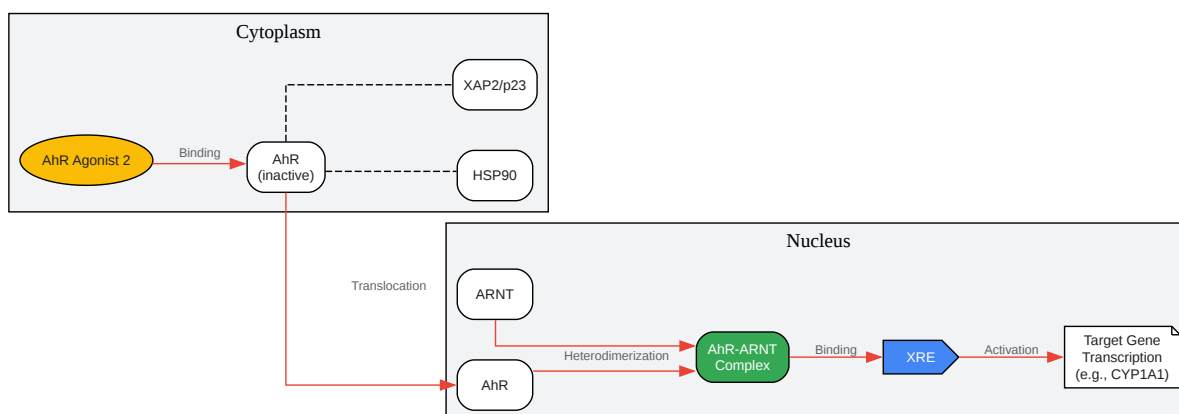 Cytoplasm
XAP2/p23
AhR Agonist 2
Binding
AhR
(inactive)
HSP90
Nucleus
Translocation
ARNT
Heterodimerization
AhR
AhR-ARNT
Complex
Binding
XRE
Activation
Target Gene
Transcription
(e.g., CYP1A1)